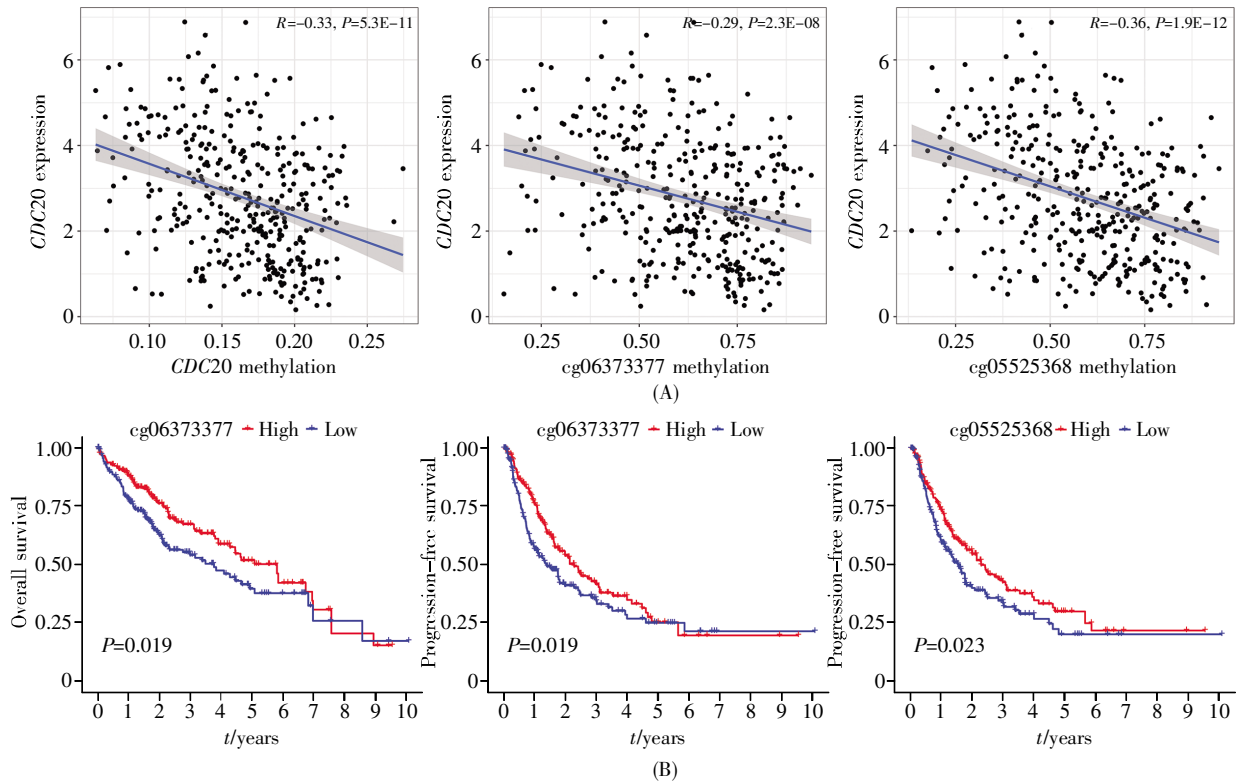 R=−0.33, P=5.3E−11
6
4
2
0
CDC20 expression
0.10 0.15 0.20 0.25
CDC20 methylation
R=−0.29, P=2.3E−08
6
4
2
0
CDC20 expression
0.25 0.50 0.75
cg06373377 methylation
R=−0.36, P=1.9E−12
6
4
2
0
CDC20 expression
0.25 0.50 0.75
cg05525368 methylation
(A)
cg06373377 High Low
1.00
0.75
0.50
0.25
0
Overall survival
P=0.019
0 1 2 3 4 5 6 7 8 9 10
t/years
cg06373377 High Low
1.00
0.75
0.50
0.25
0
Progression−free survival
P=0.019
0 1 2 3 4 5 6 7 8 9 10
t/years
cg05525368 High Low
1.00
0.75
0.50
0.25
0
Progression−free survival
P=0.023
0 1 2 3 4 5 6 7 8 9 10
t/years
(B)